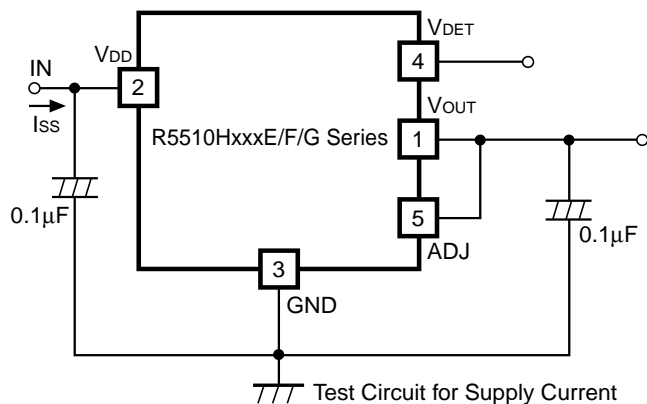 VDET
VDD
4
IN
2
VOUT
ISS
R5510HxxxE/F/G Series
1
0.1μF
5
0.1μF
ADJ
3
GND
Test Circuit for Supply Current